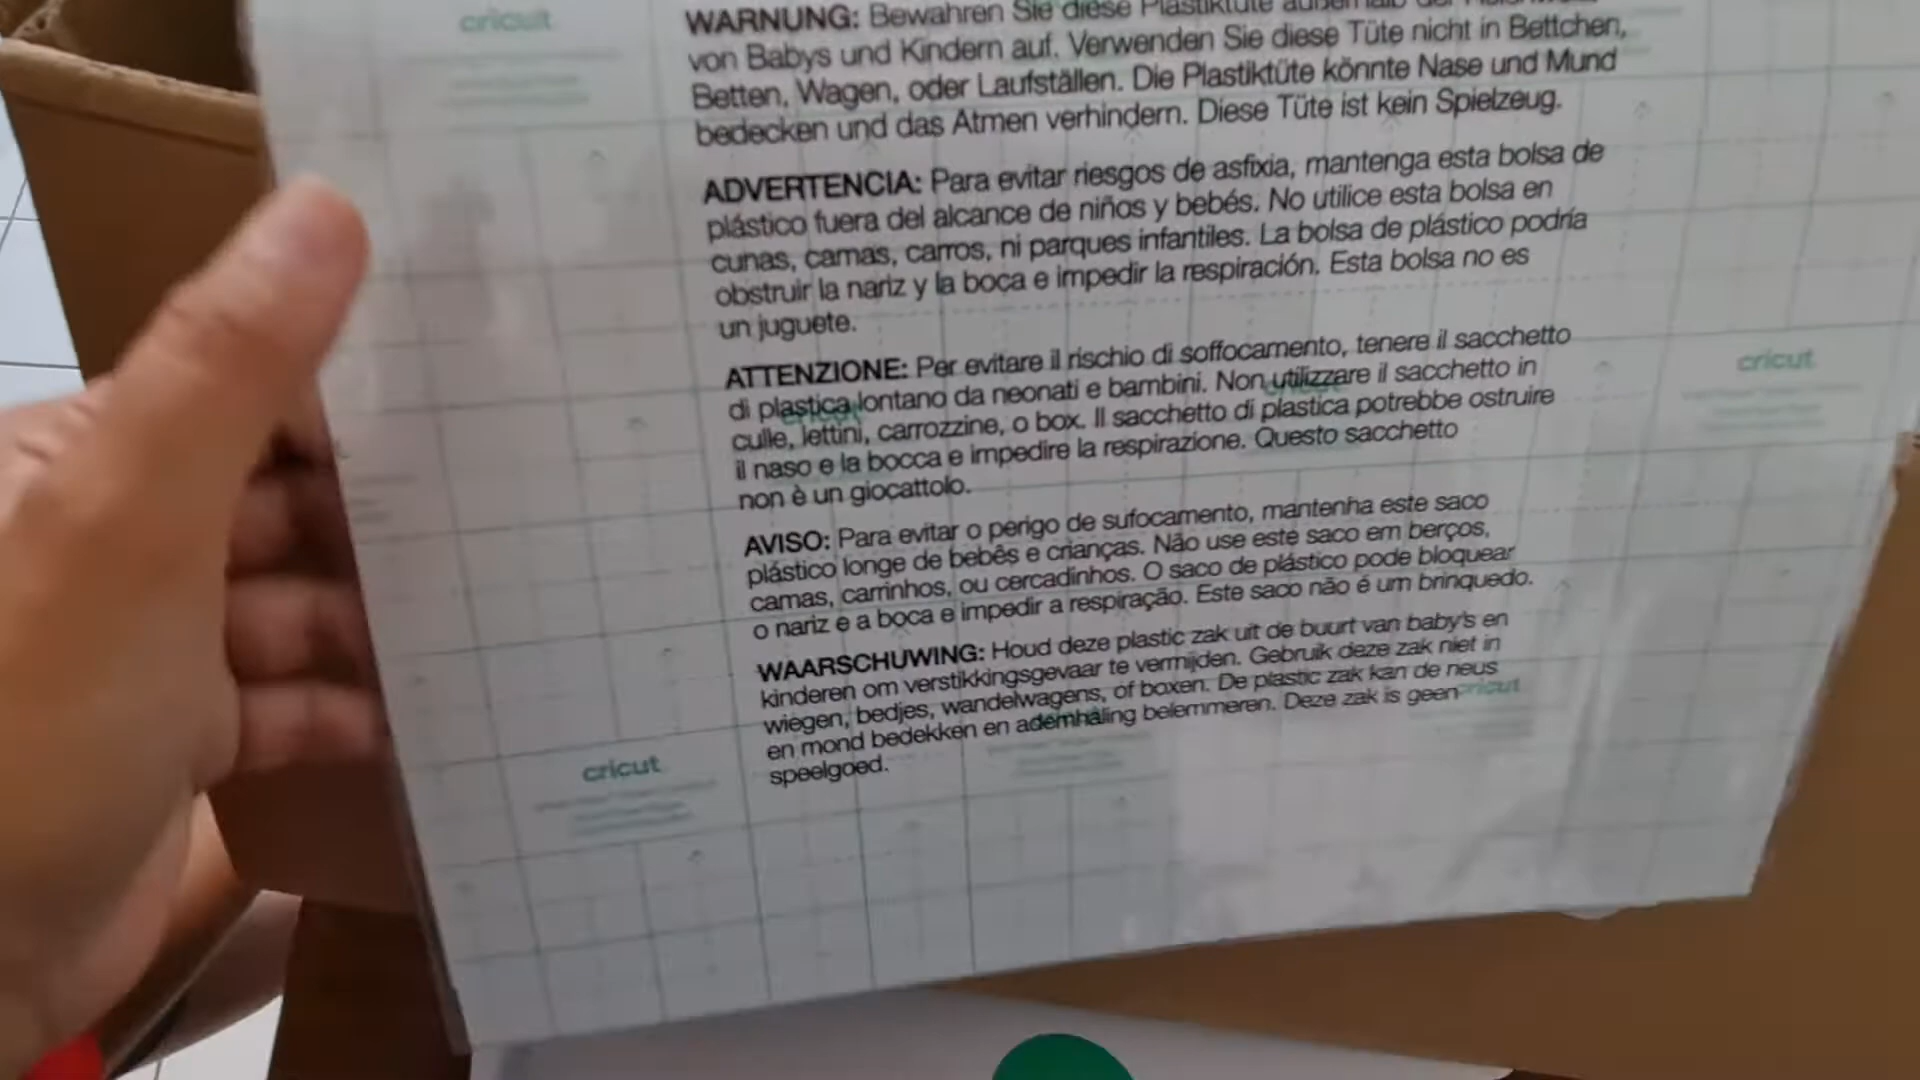 cricut
WARNUNG: Bewahren Sie diese Plastiktüte außerhalb der
von Babys und Kindern auf. Verwenden Sie diese Tüte nicht in Bettchen,
Betten, Wagen, oder Laufställen. Die Plastiktüte könnte Nase und Mund
bedecken und das Atmen verhindern. Diese Tüte ist kein Spielzeug.
ADVERTENCIA: Para evitar riesgos de asfixia, mantenga esta bolsa de
plástico fuera del alcance de niños y bebés. No utilice esta bolsa en
cunas, camas, carros, ni parques infantiles. La bolsa de plástico podría
obstruir la nariz y la boca e impedir la respiración. Esta bolsa no es
un juguete.
ATTENZIONE: Per evitare il rischio di soffocamento, tenere il sacchetto
di plastica lontano da neonati e bambini. Non utilizzare il sacchetto in
culle, lettini, carrozzine, o box. Il sacchetto di plastica potrebbe ostruire
il naso e la bocca e impedire la respirazione. Questo sacchetto
non è un giocattolo.
cricut
AVISO: Para evitar o perigo de sufocamento, mantenha este saco
plástico longe de bebês e crianças. Não use este saco em berços,
camas, carrinhos, ou cercadinhos. O saco de plástico pode bloquear
o nariz e a boca e impedir a respiração. Este saco não é um brinquedo.
WAARSCHUWING: Houd deze plastic zak uit de buurt van baby's en
kinderen om verstikkingsgevaar te vermijden. Gebruik deze zak niet in
wiegen, bedjes, wandelwagens, of boxen. De plastic zak kan de neus
en mond bedekken en ademhaling belemmeren. Deze zak is geen
speelgoed.
cricut
cricut